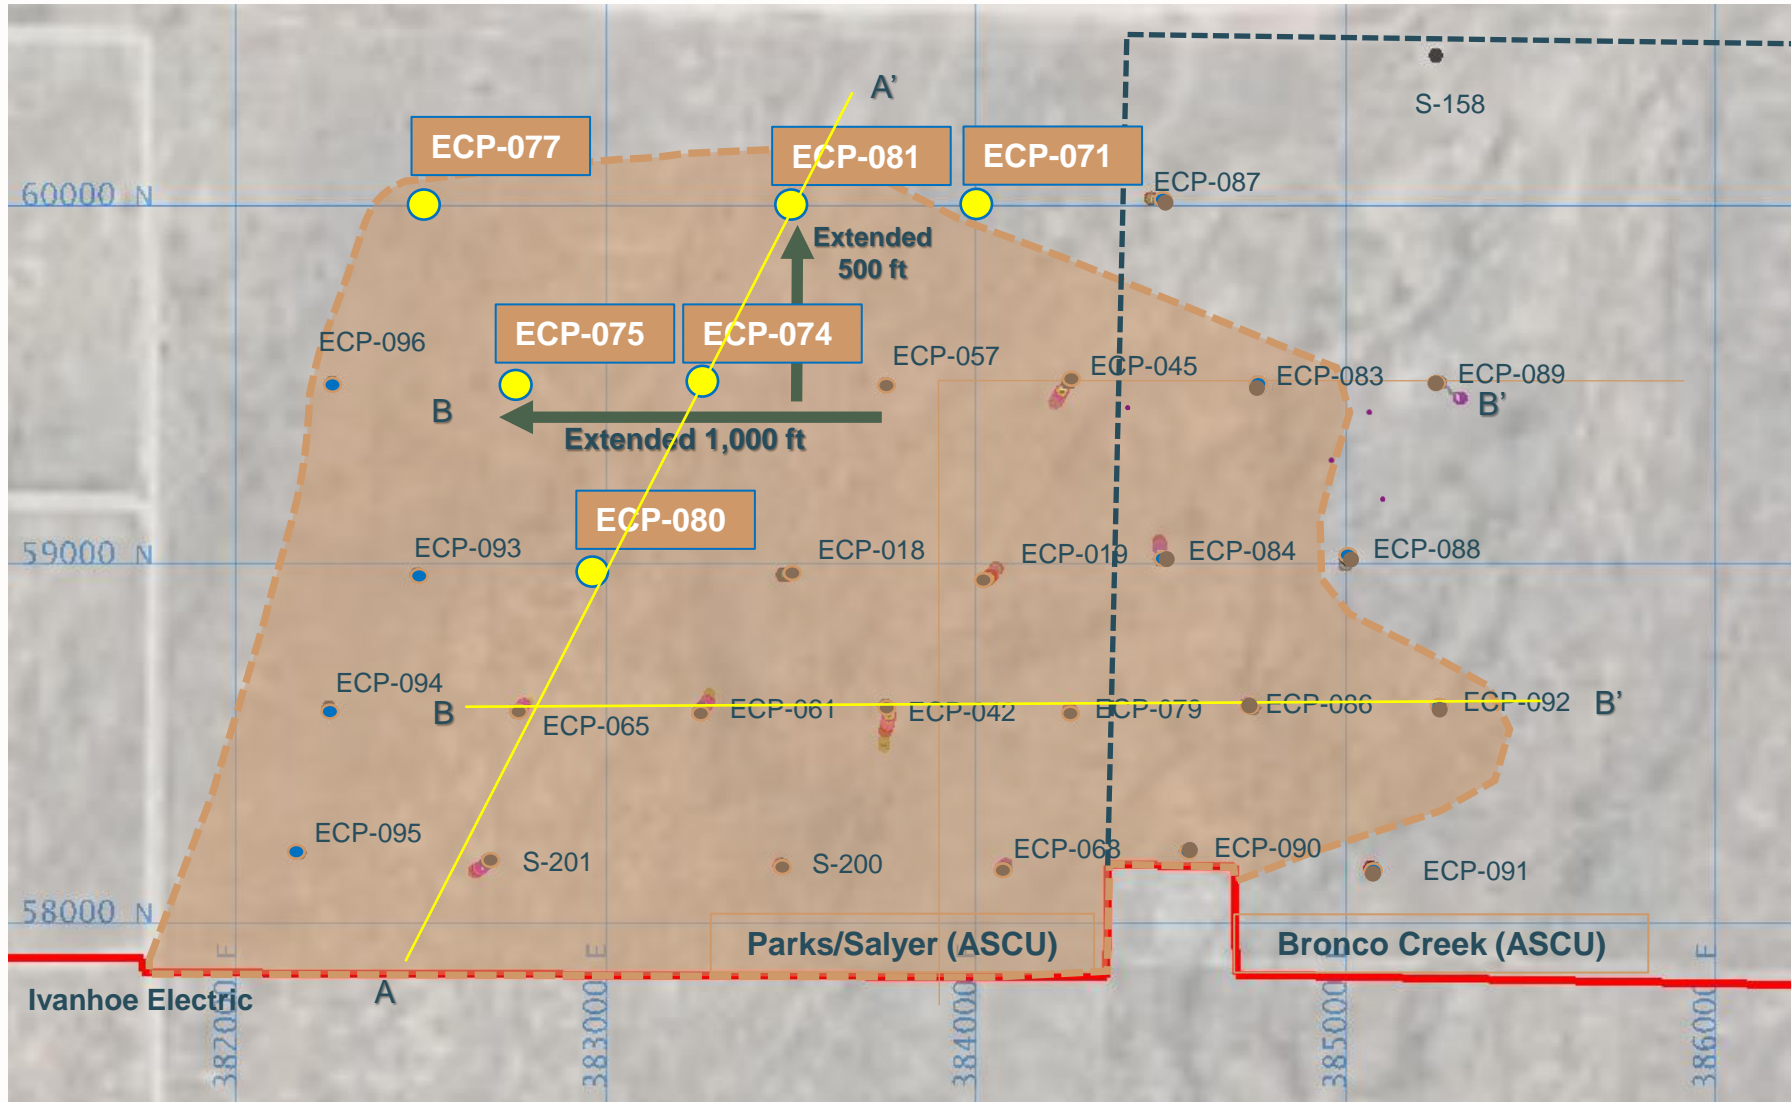 A’
S-158
ECP-077
ECP-081
ECP-071
ECP-087
60000 N
Extended
500 ft
ECP-075
ECP-074
ECP-096
ECP-057
ECP-045
ECP-083
ECP-089
B
B’
Extended 1,000 ft
ECP-080
59000 N
ECP-093
ECP-018
ECP-019
ECP-084
ECP-088
ECP-094
B
ECP-065
ECP-061
ECP-042
ECP-079
ECP-086
ECP-092
B’
ECP-095
S-201
S-200
ECP-068
ECP-090
ECP-091
58000 N
Parks/Salyer (ASCU)
Bronco Creek (ASCU)
Ivanhoe Electric
A
382000 E
383000 E
384000 E
385000 E
386000 E